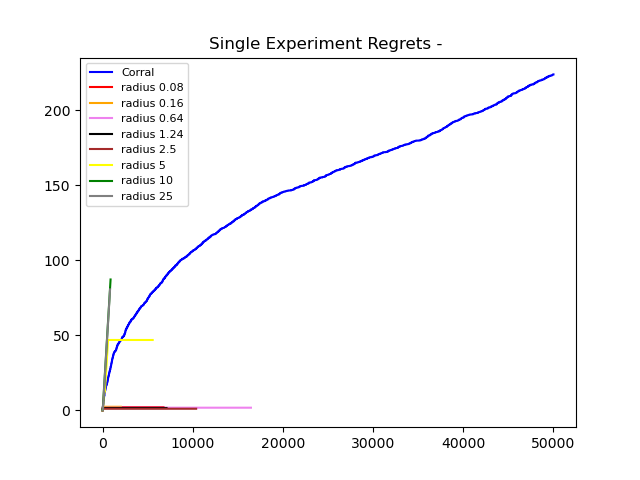 Single Experiment Regrets -
Corral
radius 0.08
radius 0.16
radius 0.64
radius 1.24
radius 2.5
radius 5
radius 10
radius 25
200
150
100
50
0
0 10000 20000 30000 40000 50000